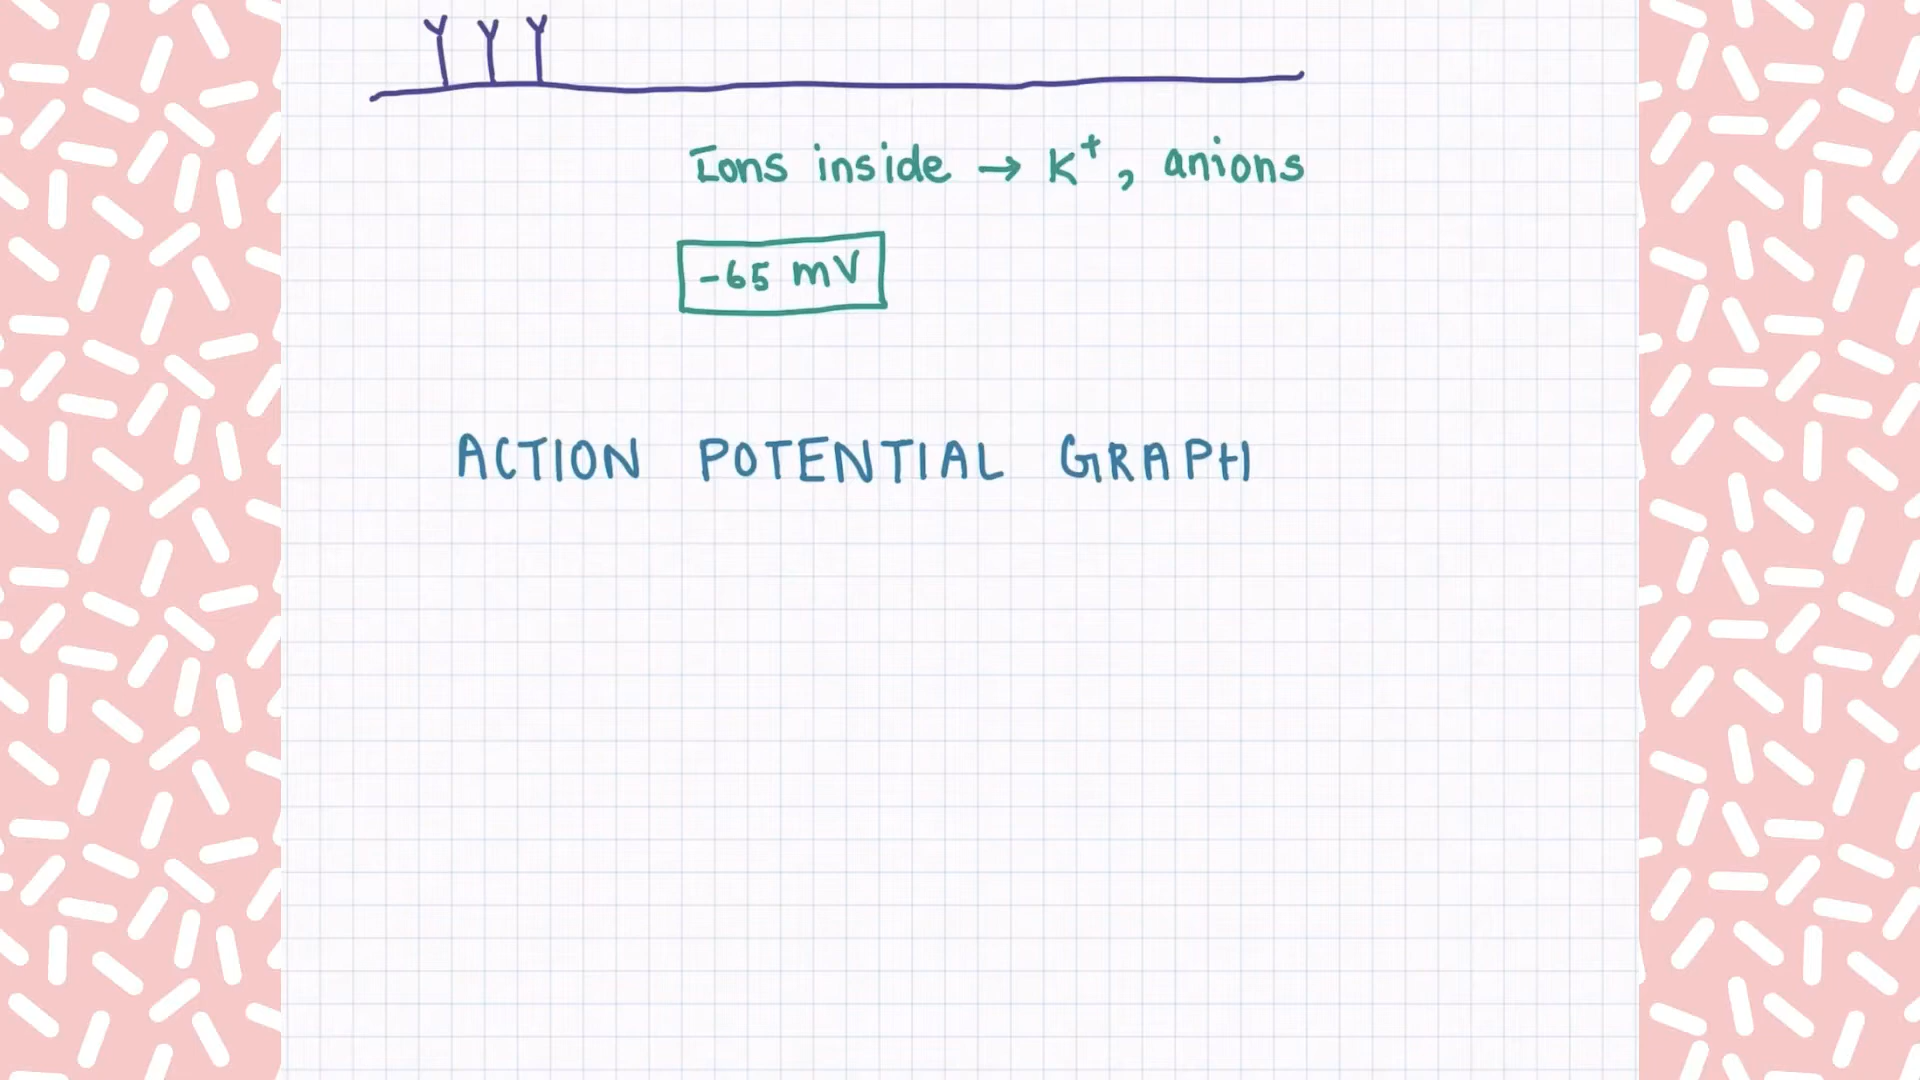 Ions inside → K⁺, anions
-65 mV
ACTION POTENTIAL GRAPH